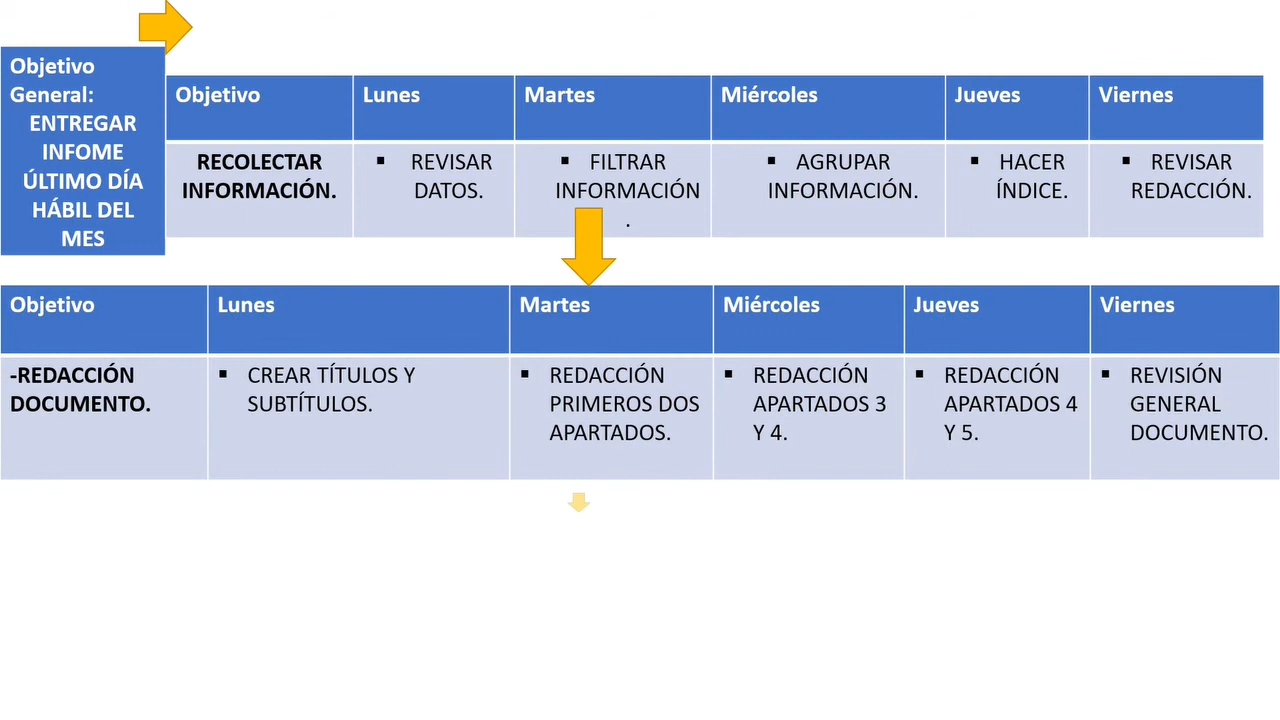 Objetivo
General:
ENTREGAR
INFOME
ÚLTIMO DÍA
HÁBIL DEL
MES
Objetivo
Lunes
Martes
Miércoles
Jueves
Viernes
RECOLECTAR
INFORMACIÓN.
▪ REVISAR
DATOS.
▪ FILTRAR
INFORMACIÓN
.
▪ AGRUPAR
INFORMACIÓN.
▪ HACER
ÍNDICE.
▪ REVISAR
REDACCIÓN.
Objetivo
Lunes
Martes
Miércoles
Jueves
Viernes
-REDACCIÓN
DOCUMENTO.
▪ CREAR TÍTULOS Y
SUBTÍTULOS.
▪ REDACCIÓN
PRIMEROS DOS
APARTADOS.
▪ REDACCIÓN
APARTADOS 3
Y 4.
▪ REDACCIÓN
APARTADOS 4
Y 5.
▪ REVISIÓN
GENERAL
DOCUMENTO.